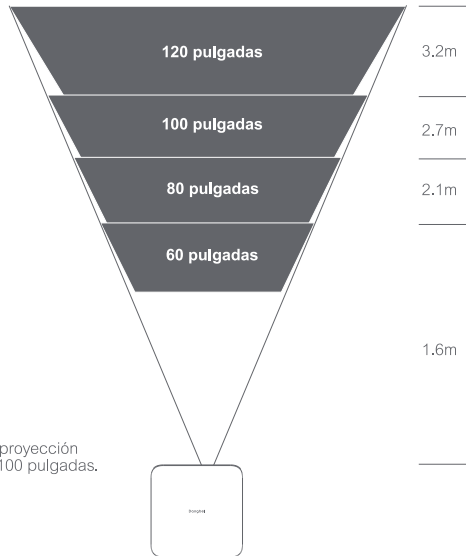 120 pulgadas
3.2m
100 pulgadas
2.7m
80 pulgadas
2.1m
60 pulgadas
1.6m
proyección
100 pulgadas.